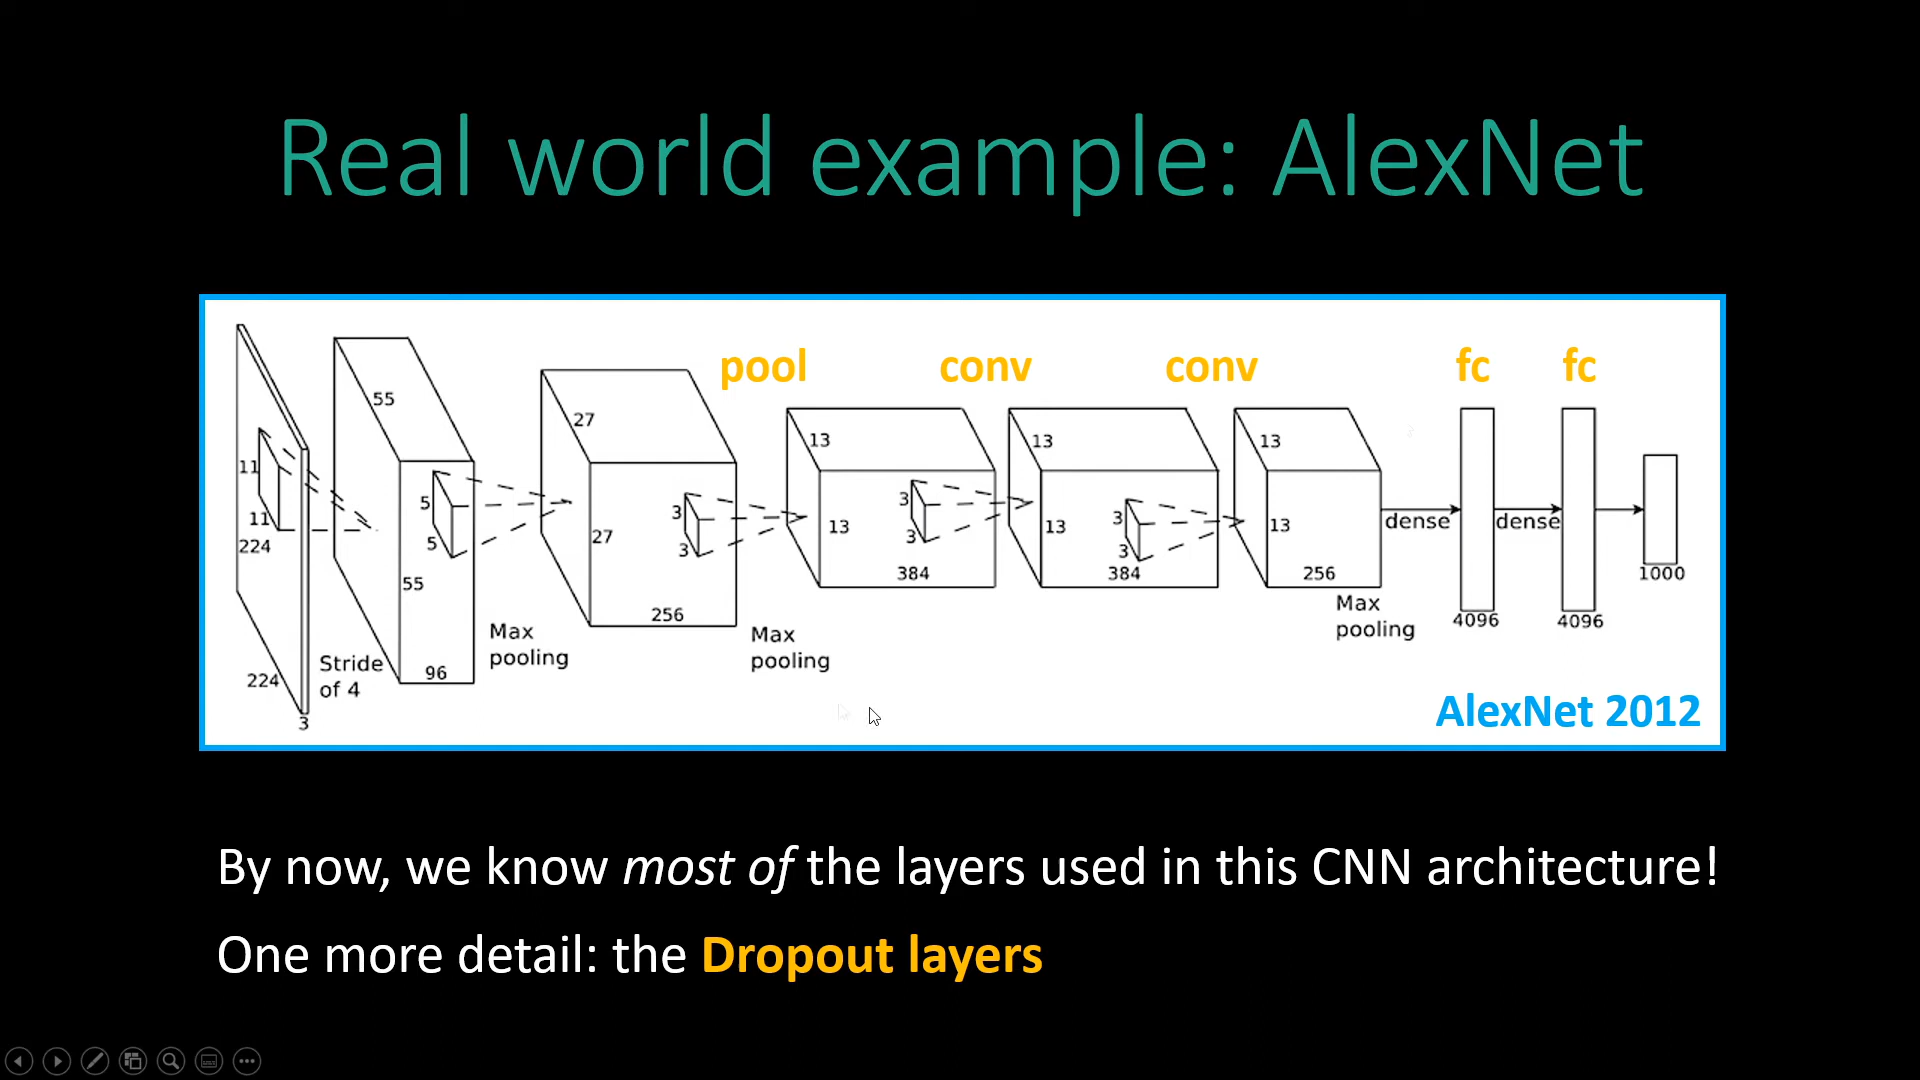 Real world example: AlexNet
pool conv conv fc fc
55
27
13 13 13
11
5
3
3
3
11
224
5
27
3
13
3
13
3
13
dense dense
55
256
384
384
256
1000
Max
pooling
Max
pooling
Max
pooling
4096
4096
Stride
of 4
224
96
3
AlexNet 2012
By now, we know most of the layers used in this CNN architecture!
One more detail: the Dropout layers